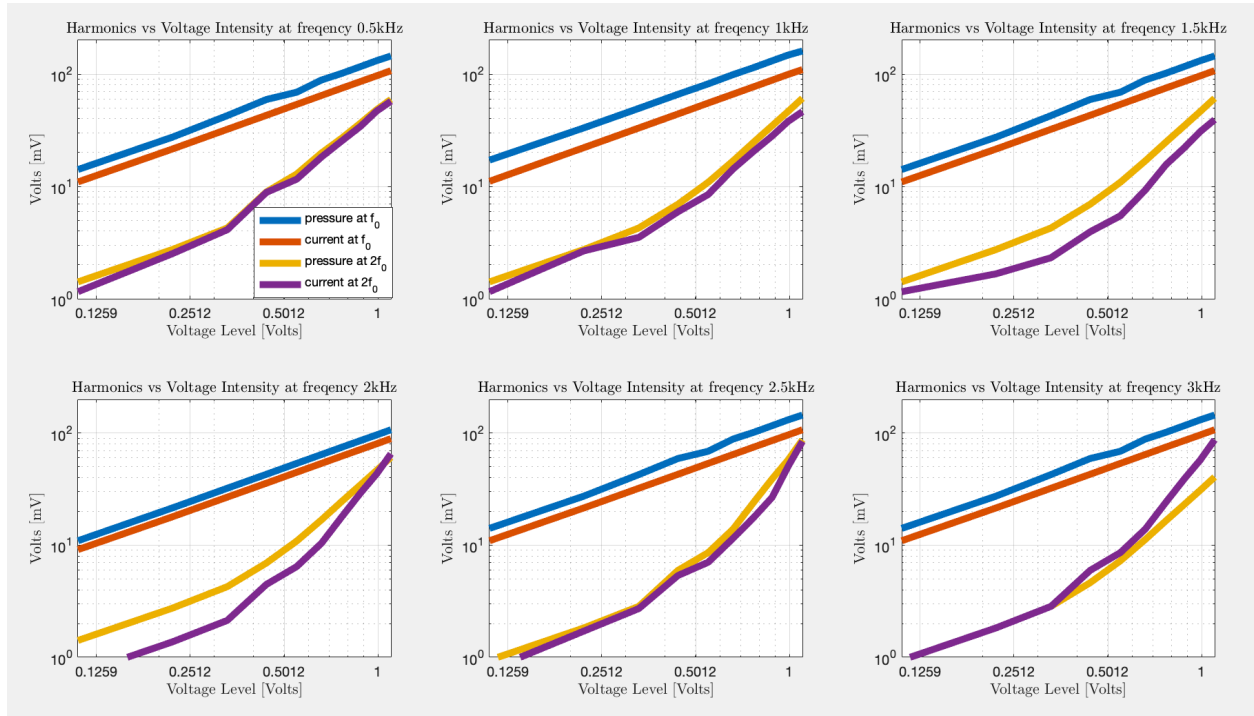 Harmonics vs Voltage Intensity at freqency 0.5kHz
Volts [mV]
10^2
10^1
10^0
pressure at f_0
current at f_0
pressure at 2f_0
current at 2f_0
0.1259 0.2512 0.5012 1
Voltage Level [Volts]
Harmonics vs Voltage Intensity at freqency 1kHz
Volts [mV]
10^2
10^1
10^0
0.1259 0.2512 0.5012 1
Voltage Level [Volts]
Harmonics vs Voltage Intensity at freqency 1.5kHz
Volts [mV]
10^2
10^1
10^0
0.1259 0.2512 0.5012 1
Voltage Level [Volts]
Harmonics vs Voltage Intensity at freqency 2kHz
Volts [mV]
10^2
10^1
10^0
0.1259 0.2512 0.5012 1
Voltage Level [Volts]
Harmonics vs Voltage Intensity at freqency 2.5kHz
Volts [mV]
10^2
10^1
10^0
0.1259 0.2512 0.5012 1
Voltage Level [Volts]
Harmonics vs Voltage Intensity at freqency 3kHz
Volts [mV]
10^2
10^1
10^0
0.1259 0.2512 0.5012 1
Voltage Level [Volts]